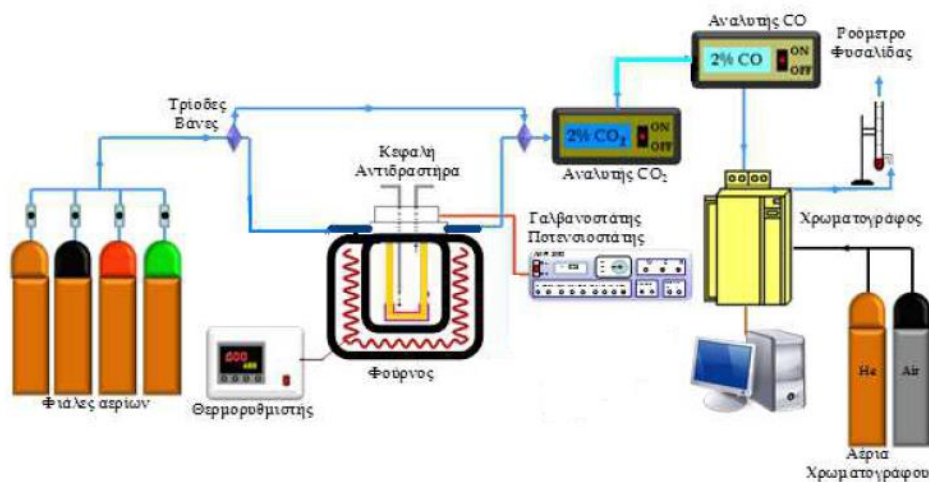 Αναλυτής CO
Ροόμετρο
Φυσαλίδας
2% CO
ON
OFF
Τρίοδες
Βάνες
2% CO₂
ON
OFF
Αναλυτής CO₂
Κεφαλή
Αντιδραστήρα
Γαλβανοστάτης
Ποτενσιοστάτης
Χρωματογράφος
Φούρνος
Θερμορυθμιστής
Φιάλες αερίων
He
Air
Αέρια
Χρωματογράφου